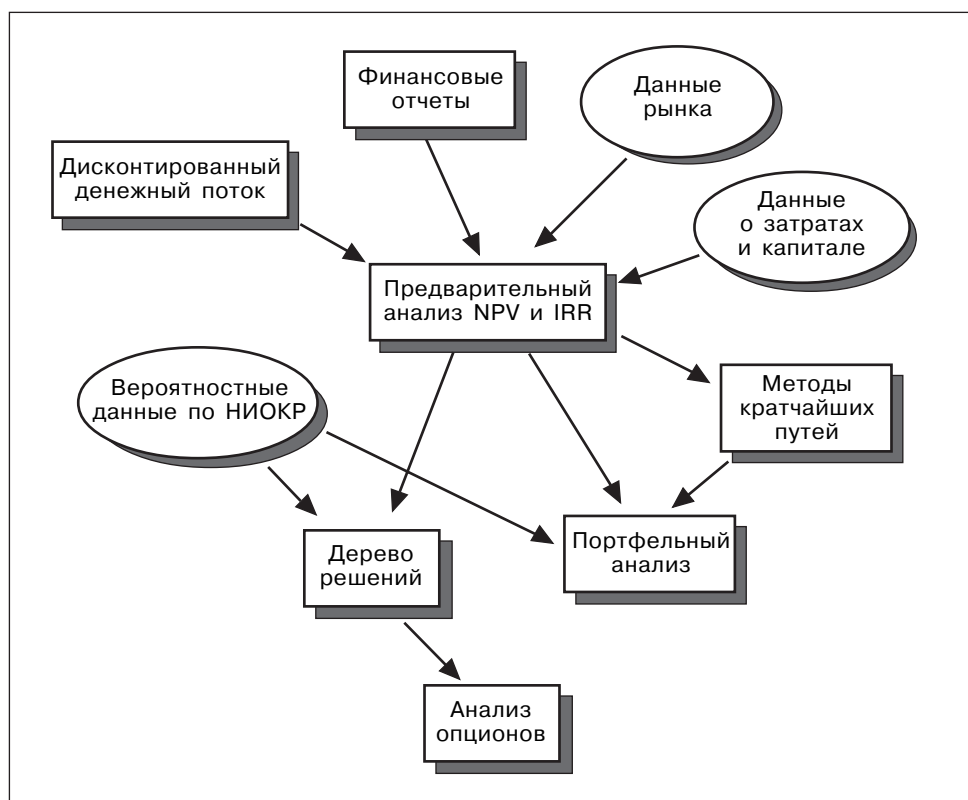 Финансовые
отчеты
Данные
рынка
Дисконтированный
денежный поток
Данные
о затратах
и капитале
Предварительный
анализ NPV и IRR
Вероятностные
данные по НИОКР
Методы
кратчайших
путей
Дерево
решений
Портфельный
анализ
Анализ
опционов